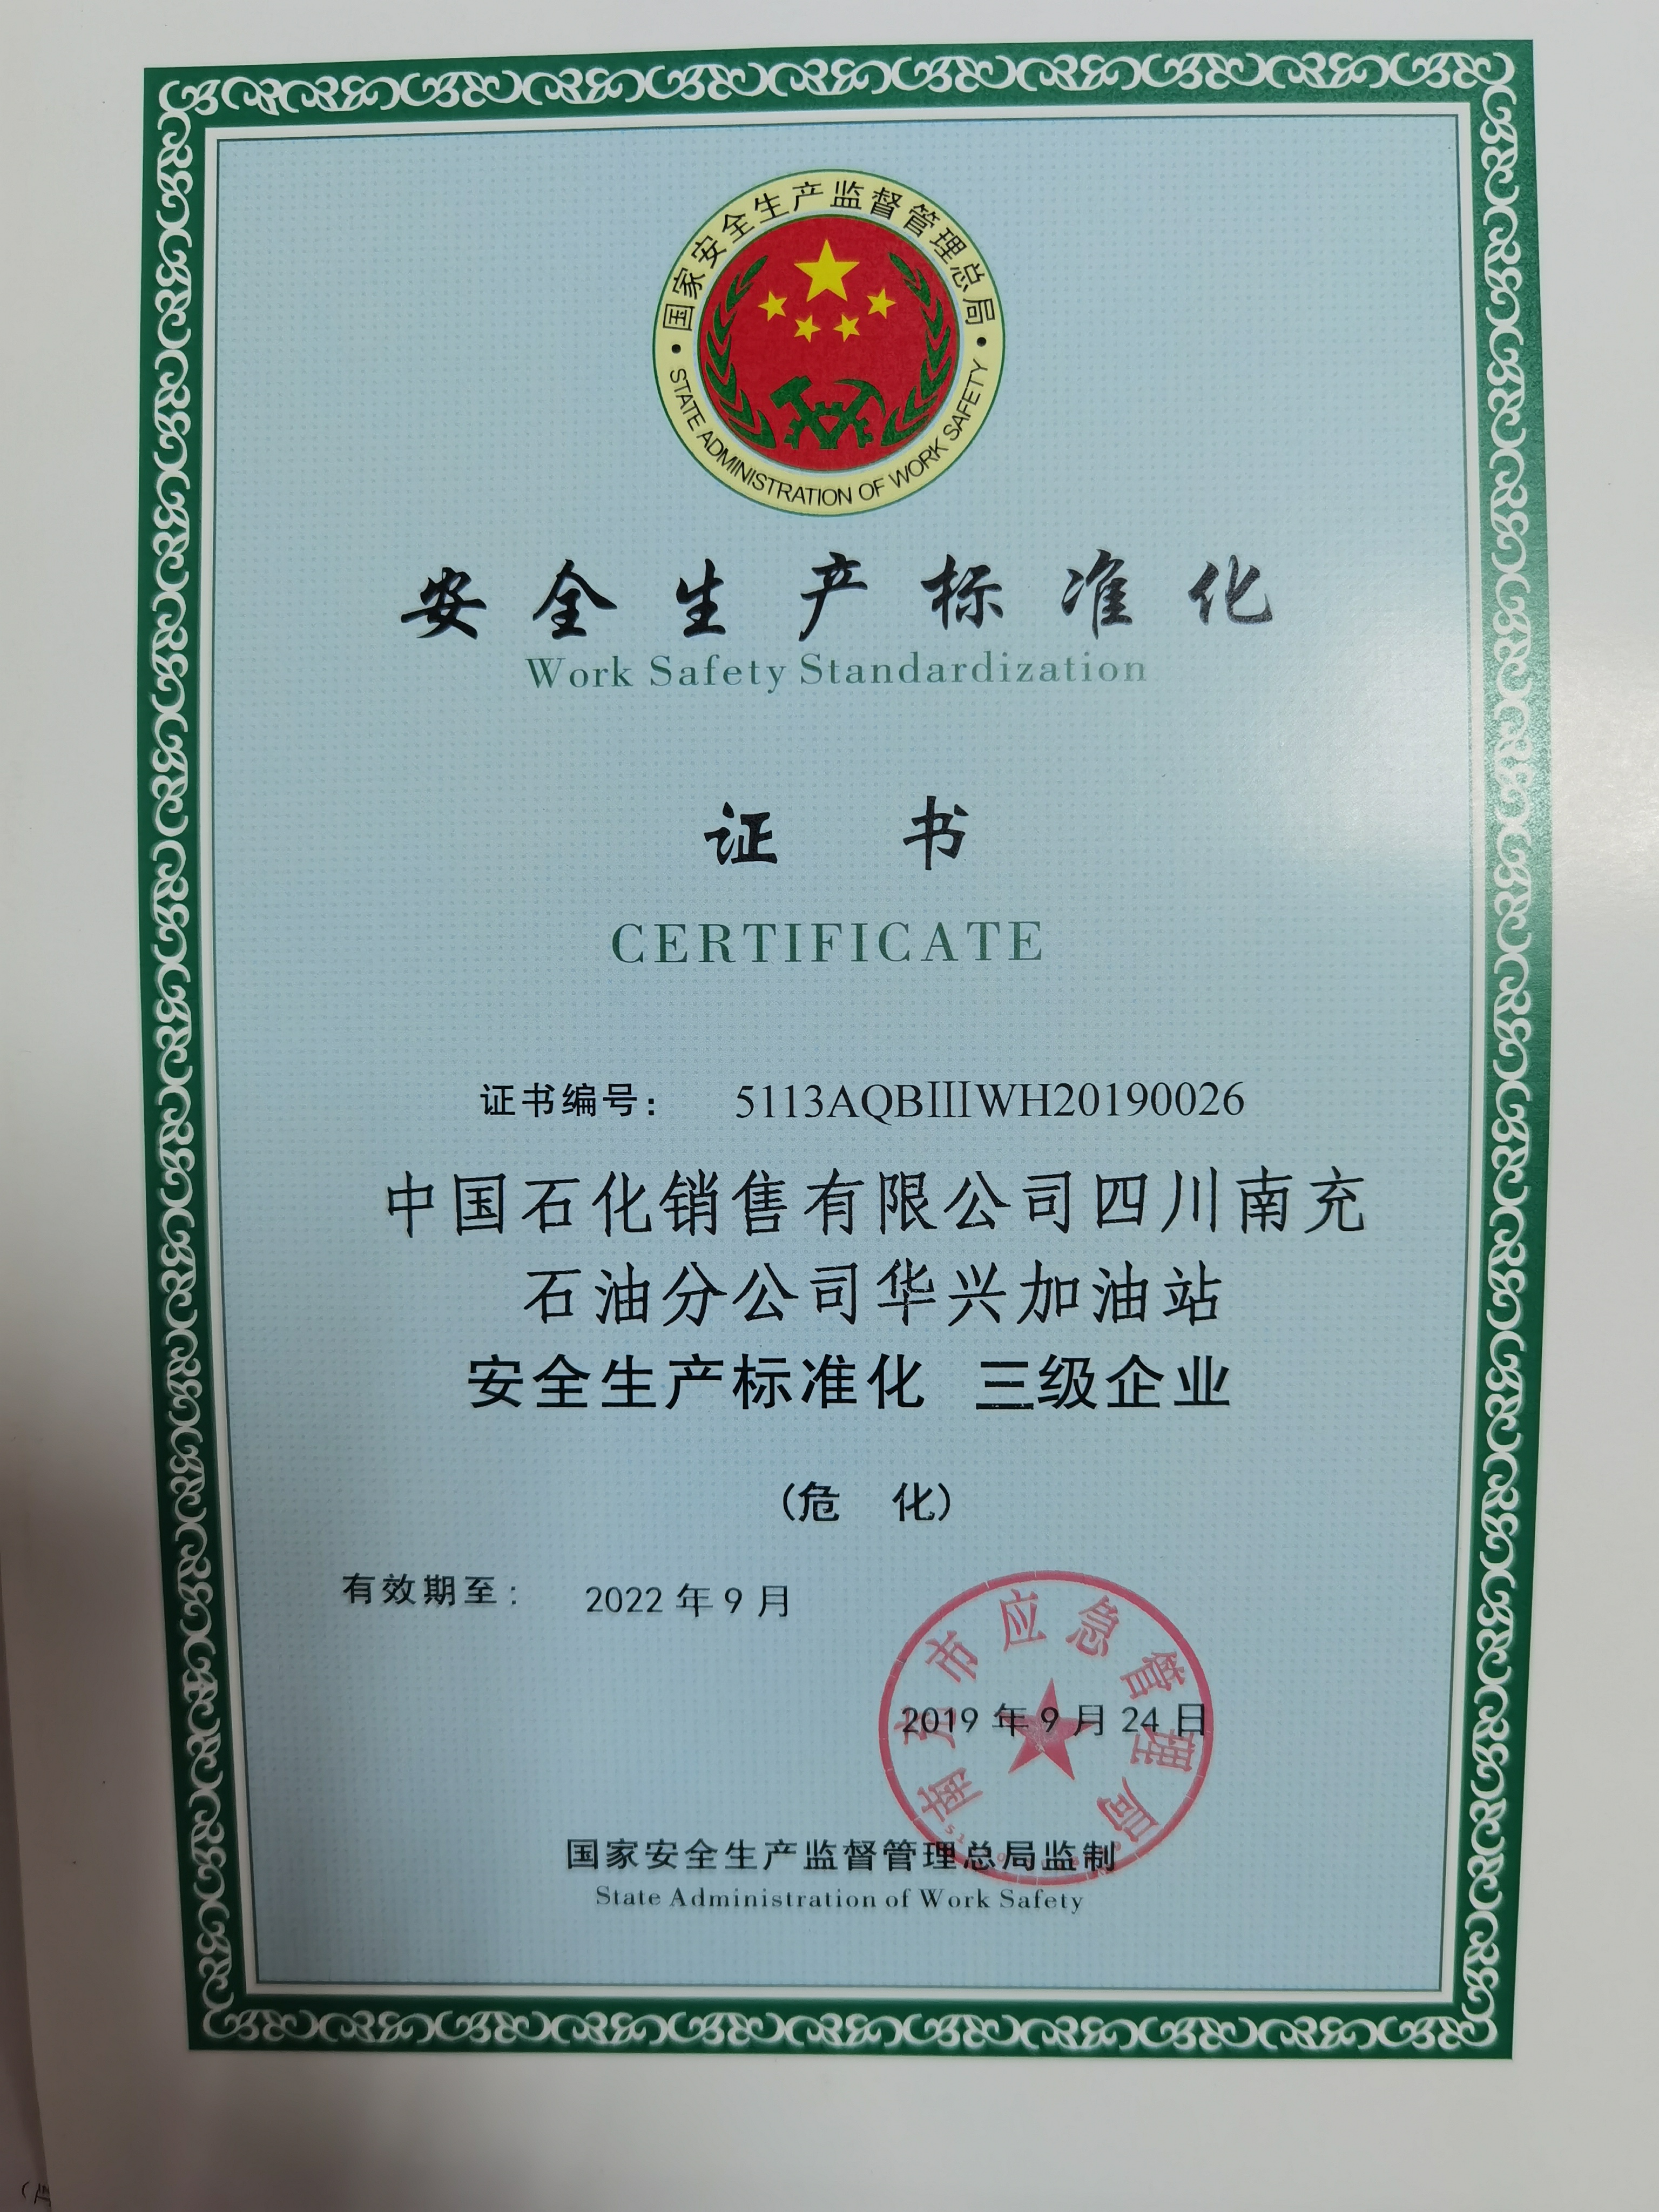 国家安全生产监督管理总局
STATE ADMINISTRATION OF WORK SAFETY
安全生产标准化
Work Safety Standardization
证书
CERTIFICATE
证书编号： 5113AQBⅢWH20190026
中国石化销售有限公司四川南充
石油分公司华兴加油站
安全生产标准化 三级企业
(危 化)
有效期至： 2022 年 9 月
南充市应急管理局
2019 年 9 月 24 日
国家安全生产监督管理总局监制
State Administration of Work Safety